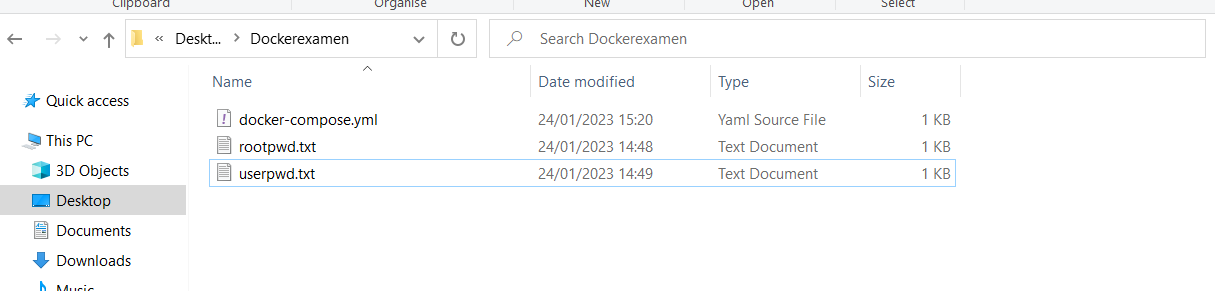 Clipboard Organise New Open Select
« Deskt... > Dockerexamen Search Dockerexamen
Name Date modified Type Size
Quick access
This PC
3D Objects
Desktop
Documents
Downloads
Music
docker-compose.yml 24/01/2023 15:20 Yaml Source File 1 KB
rootpwd.txt 24/01/2023 14:48 Text Document 1 KB
userpwd.txt 24/01/2023 14:49 Text Document 1 KB